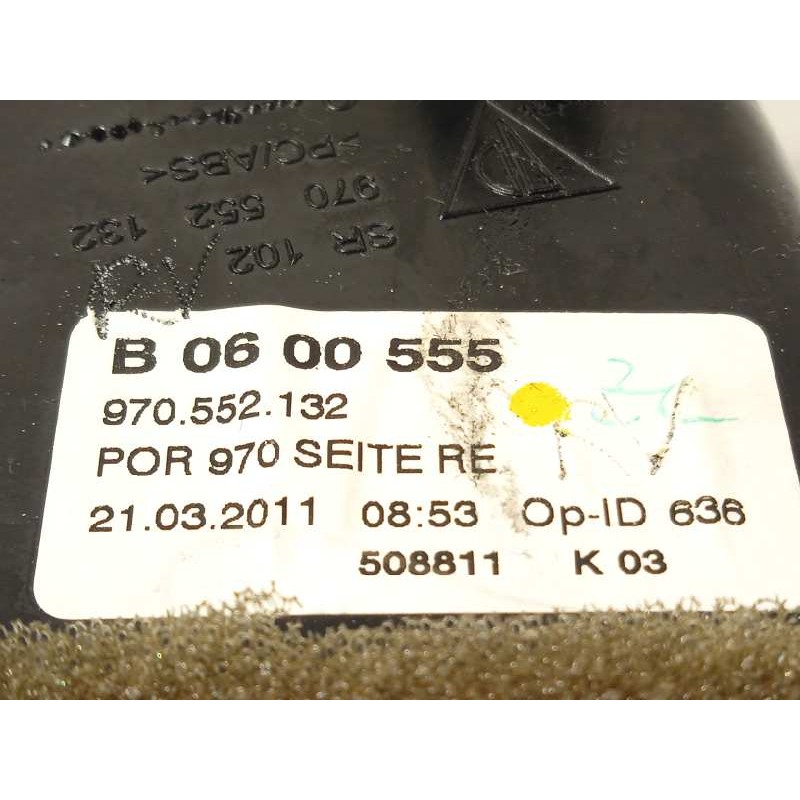 SR 102
970 552 132
>PC/ABS<
RV
B 06 00 555
970.552.132
POR 970 SEITE RE
21.03.2011 08:53 Op-ID 636
508811 K 03